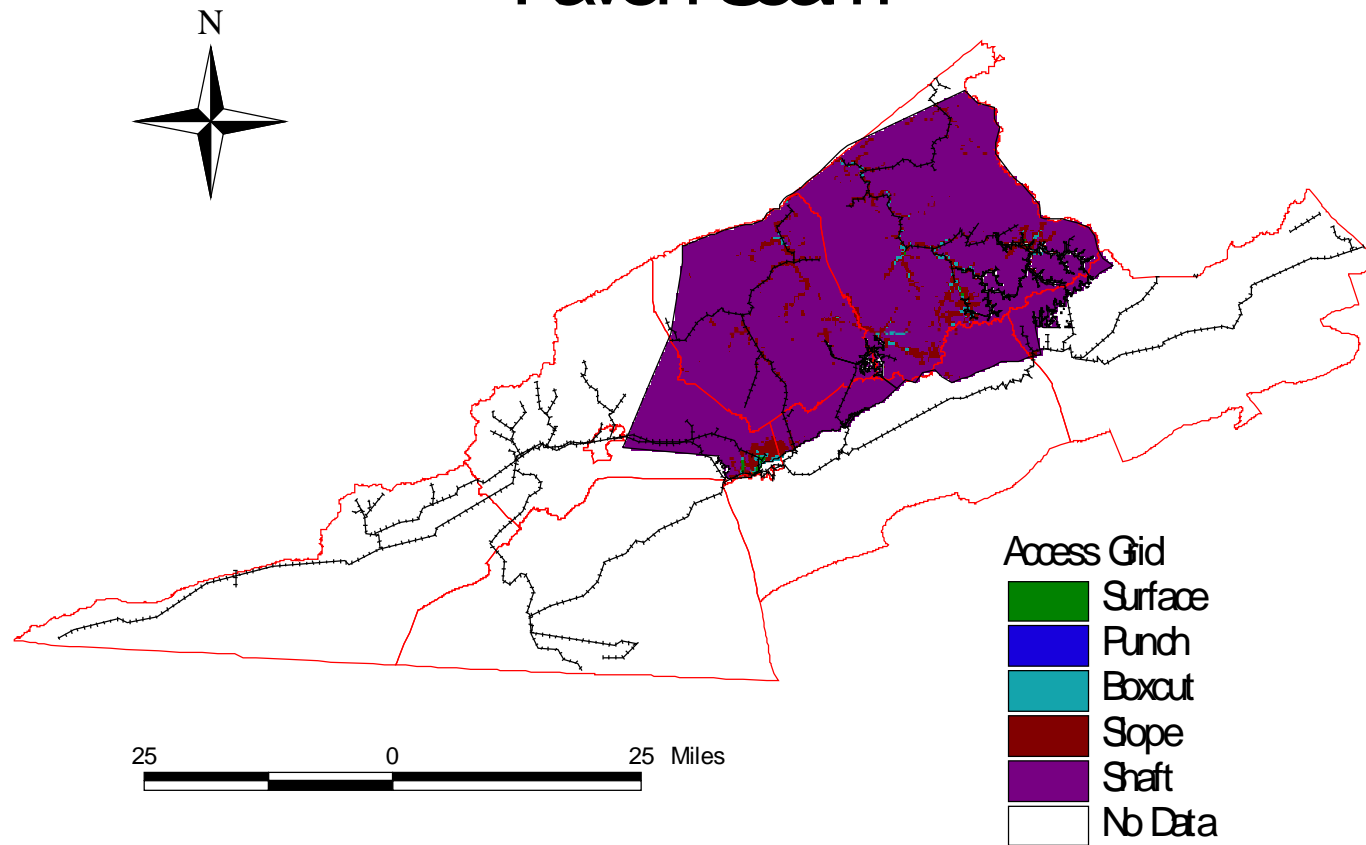 N
Access Grid
Surface
Punch
Boxcut
Slope
Shaft
No Data
25 0 25 Miles